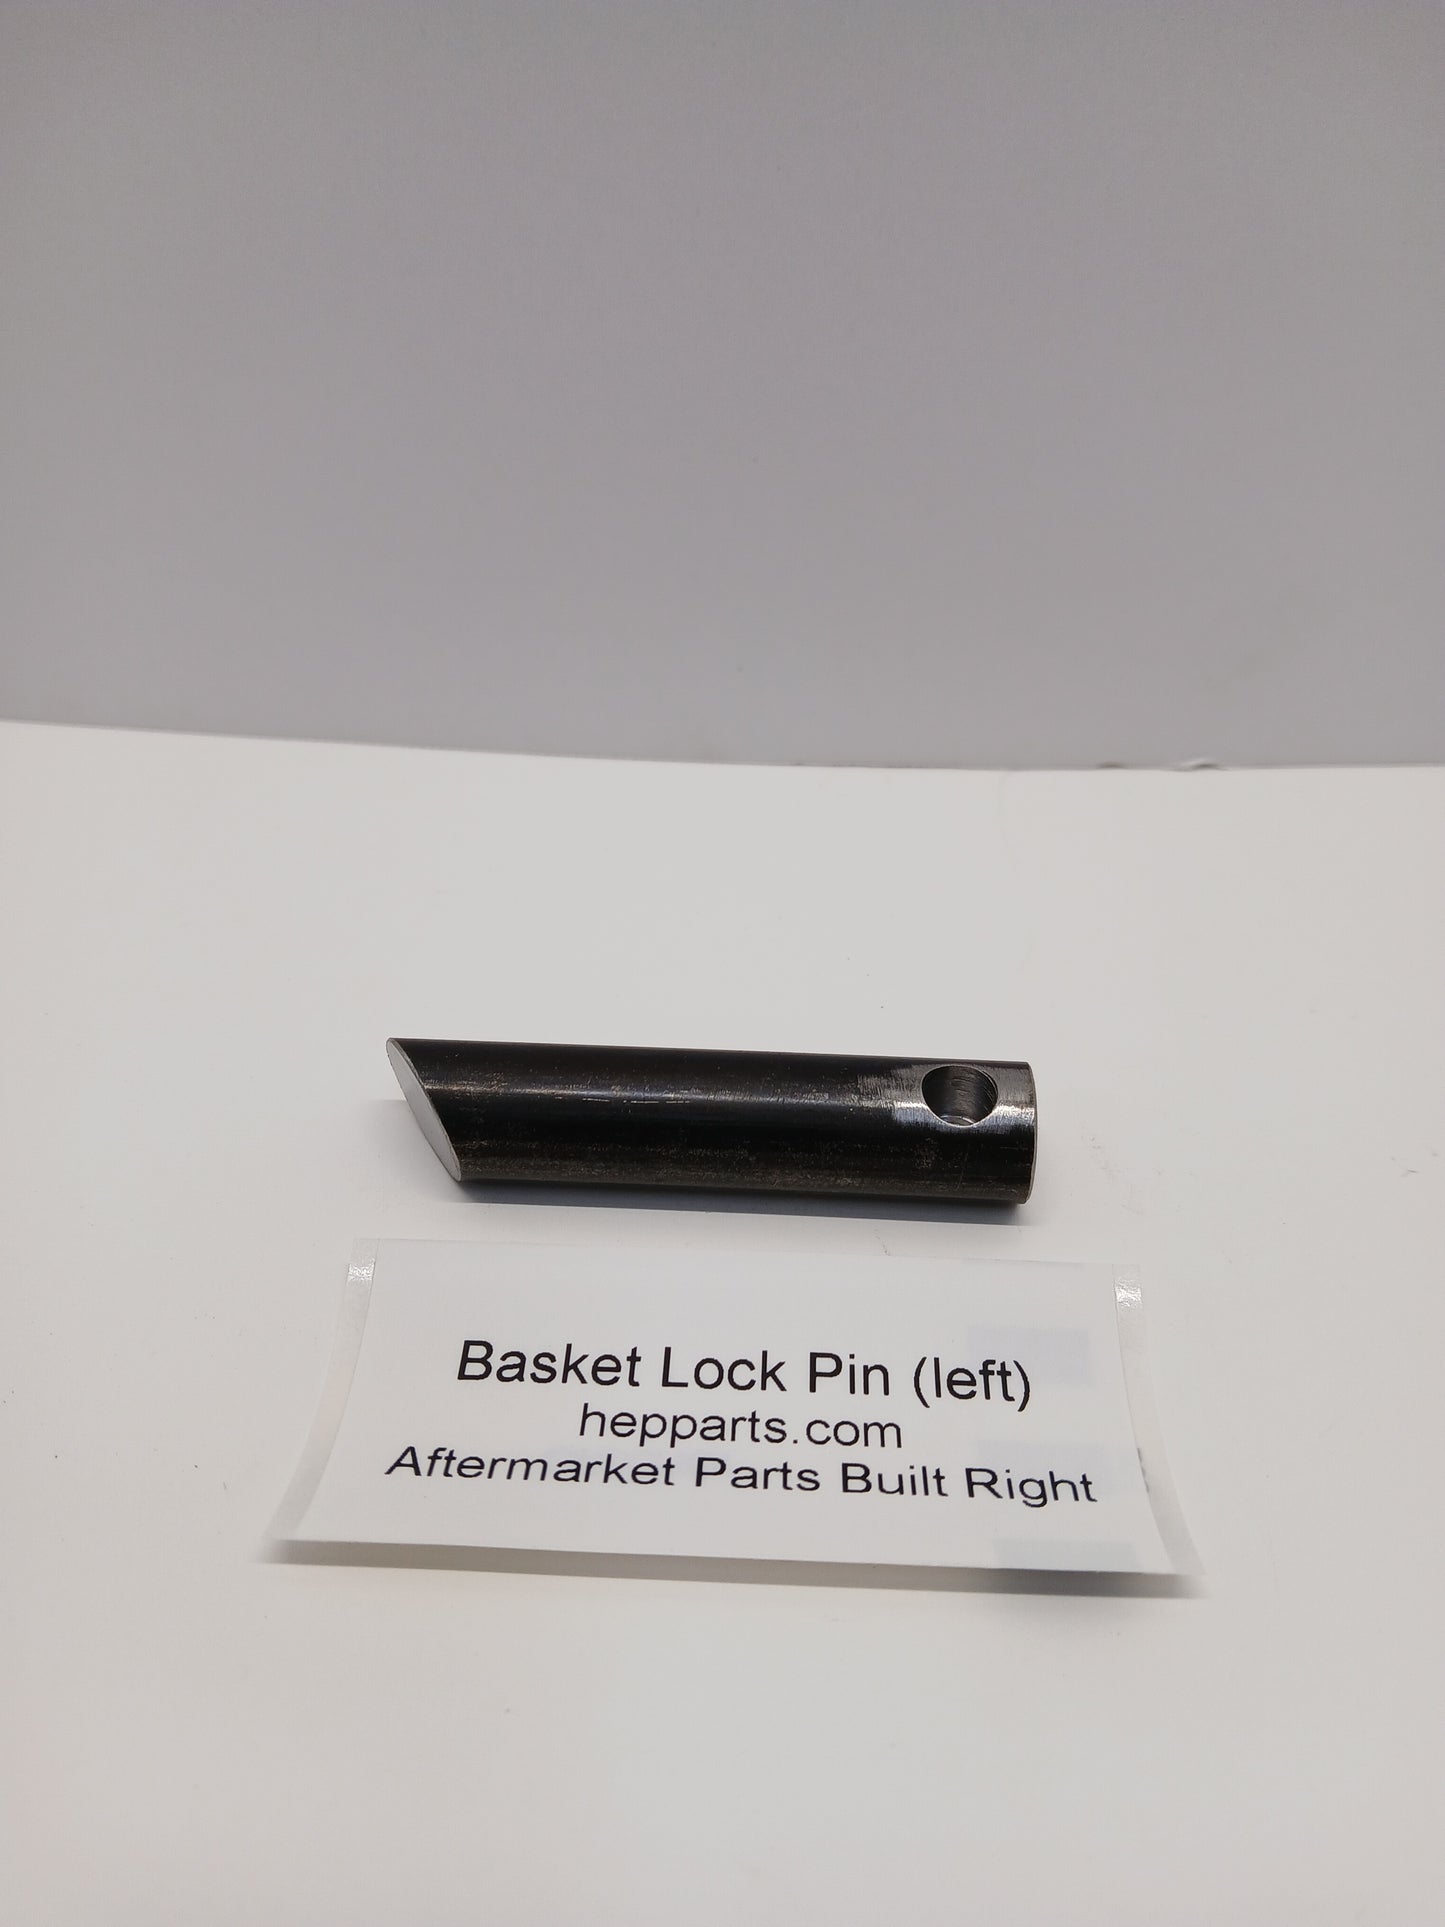 Basket Lock Pin (left)
hepparts.com
Aftermarket Parts Built Right